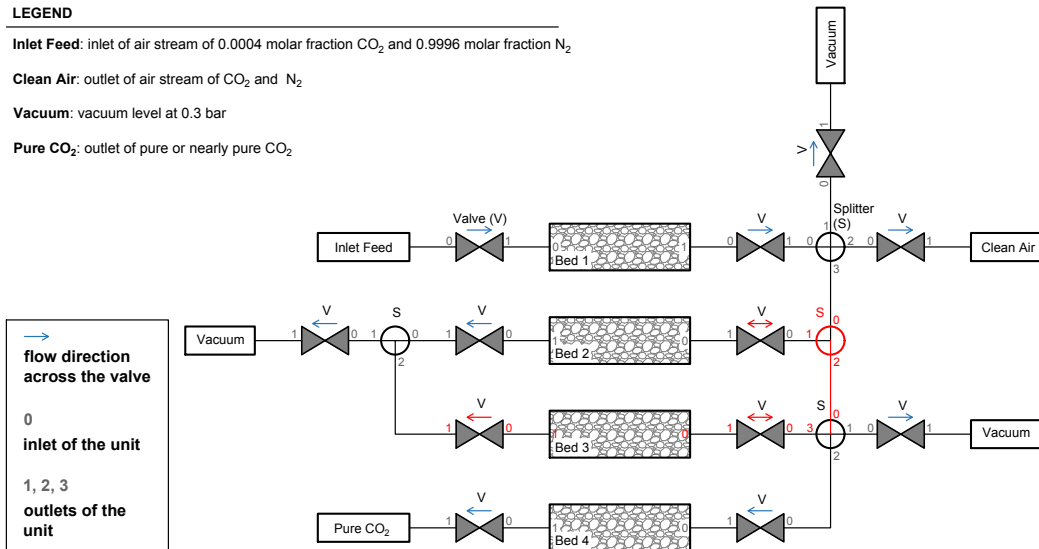 LEGEND
Inlet Feed: inlet of air stream of 0.0004 molar fraction CO₂ and 0.9996 molar fraction N₂
Clean Air: outlet of air stream of CO₂ and N₂
Vacuum: vacuum level at 0.3 bar
Pure CO₂: outlet of pure or nearly pure CO₂
Vacuum
1
V
0
Valve (V)
V
Splitter
(S)
V
Inlet Feed
0
1
0
Bed 1
1
0
1
0
1
2
3
0
1
Clean Air
V
S
V
V
S
Vacuum
1
0
1
0
2
1
0
1
Bed 2
0
0
1
1
0
2
V
V
S
V
1
0
1
Bed 3
0
1
0
3
0
1
2
0
1
Vacuum
V
V
Pure CO₂
1
0
1
Bed 4
0
1
0
flow direction
across the valve
0
inlet of the unit
1, 2, 3
outlets of the
unit